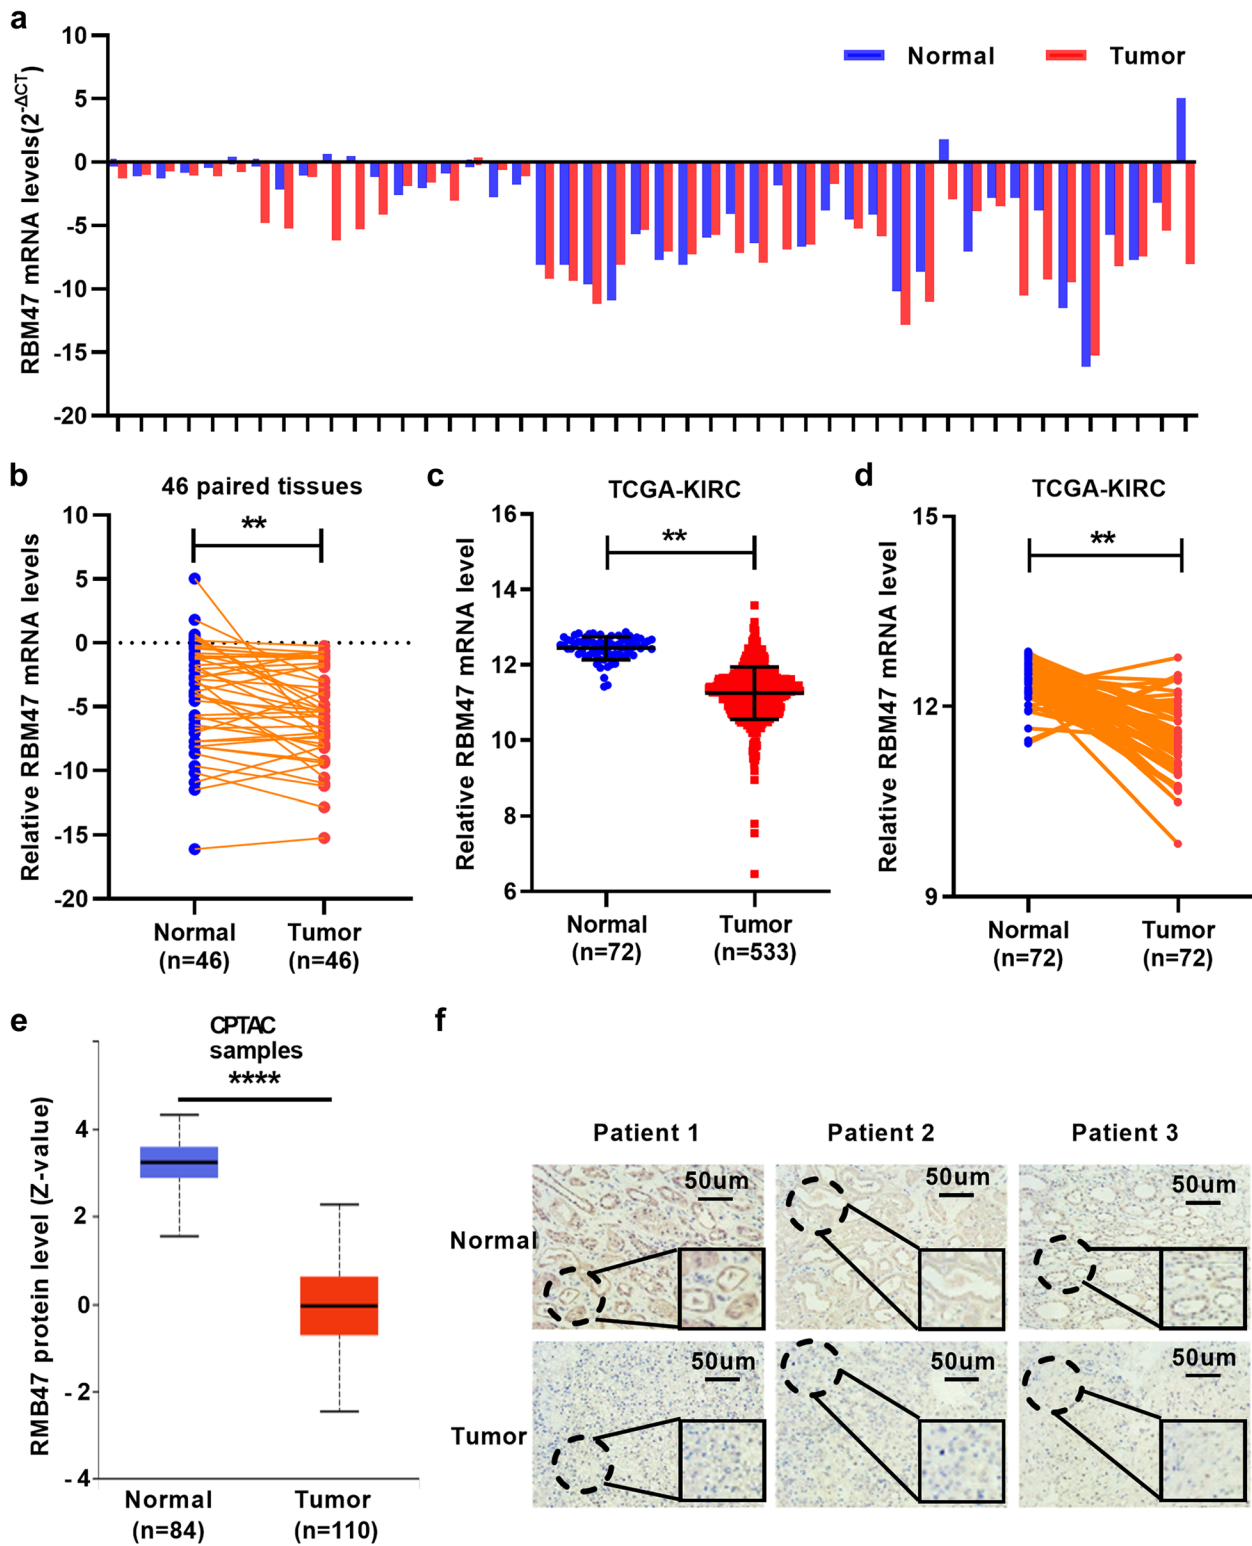 a
10
5
0
-5
-10
-15
-20
RBM47 mRNA levels(2-ΔCT)
Normal
Tumor
b
46 paired tissues
**
10
5
0
-5
-10
-15
-20
Relative RBM47 mRNA levels
Normal
(n=46)
Tumor
(n=46)
c
TCGA-KIRC
**
16
14
12
10
8
6
Relative RBM47 mRNA level
Normal
(n=72)
Tumor
(n=533)
d
TCGA-KIRC
**
15
12
9
Relative RBM47 mRNA level
Normal
(n=72)
Tumor
(n=72)
e
CPTAC
samples
****
4
2
0
-2
-4
RMB47 protein level (Z-value)
Normal
(n=84)
Tumor
(n=110)
f
Patient 1
Patient 2
Patient 3
Normal
50um
50um
50um
Tumor
50um
50um
50um